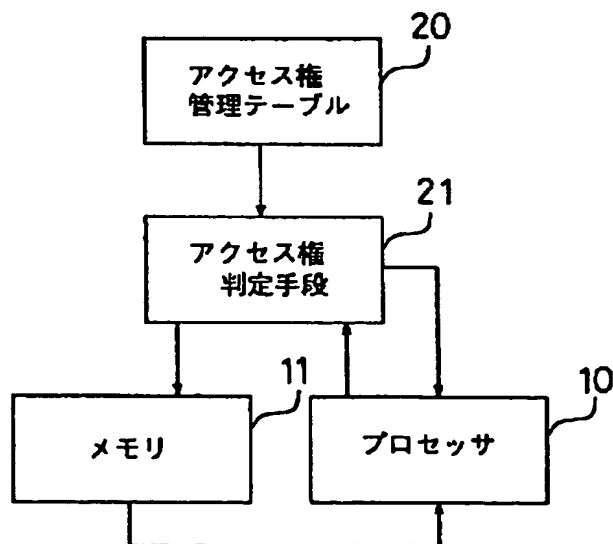 20
アクセス権
管理テーブル
21
アクセス権
判定手段
11
メモリ
10
プロセッサ